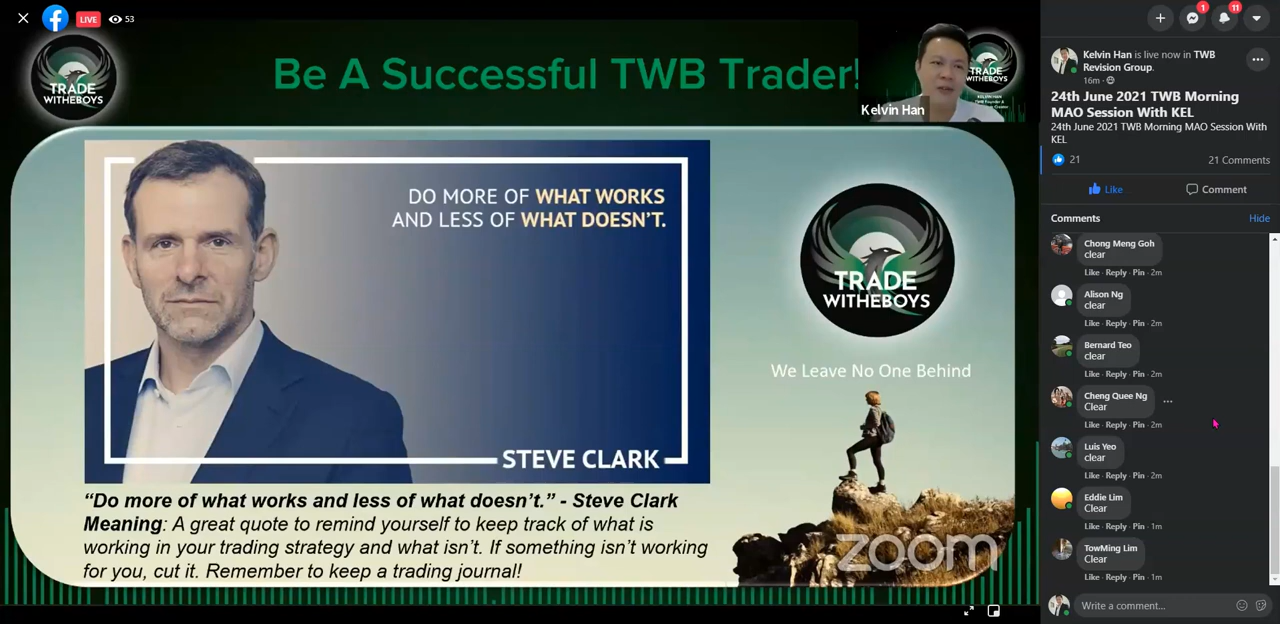 LIVE
53
1
11
TRADE
WITHEBOYS
Be A Successful TWB Trader!
TRADE
WITHEBOYS
Kelvin Han
DO MORE OF WHAT WORKS
AND LESS OF WHAT DOESN'T.
STEVE CLARK
TRADE
WITHEBOYS
We Leave No One Behind
“Do more of what works and less of what doesn’t.” - Steve Clark
Meaning: A great quote to remind yourself to keep track of what is
working in your trading strategy and what isn’t. If something isn’t working
for you, cut it. Remember to keep a trading journal!
zoom
Kelvin Han is live now in TWB
Revision Group.
16m ·
24th June 2021 TWB Morning
MAO Session With KEL
24th June 2021 TWB Morning MAO Session With
KEL
21
21 Comments
Like
Comment
Comments
Hide
Chong Meng Goh
clear
Like · Reply · Pin · 2m
Alison Ng
clear
Like · Reply · Pin · 2m
Bernard Teo
clear
Like · Reply · Pin · 2m
Cheng Quee Ng
Clear
Like · Reply · Pin · 2m
Luis Yeo
clear
Like · Reply · Pin · 2m
Eddie Lim
Clear
Like · Reply · Pin · 1m
TowMing Lim
Clear
Like · Reply · Pin · 1m
Write a comment...